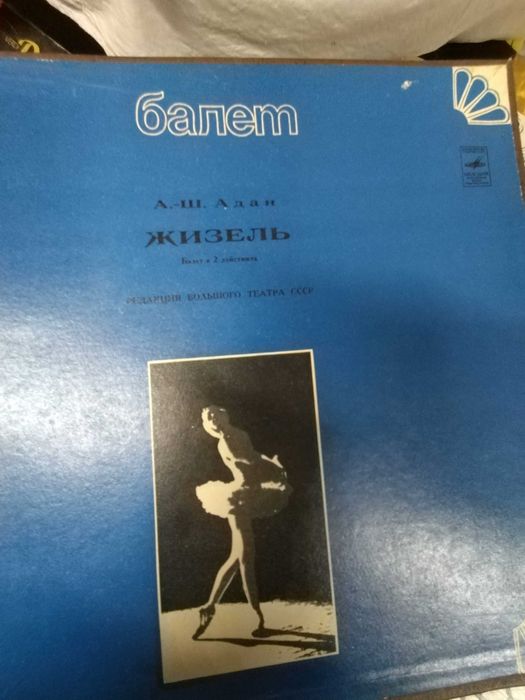 балет
А.-Ш. Адан
ЖИЗЕЛЬ
Балет в 2 действиях
РЕДАКЦИЯ БОЛЬШОГО ТЕАТРА СССР